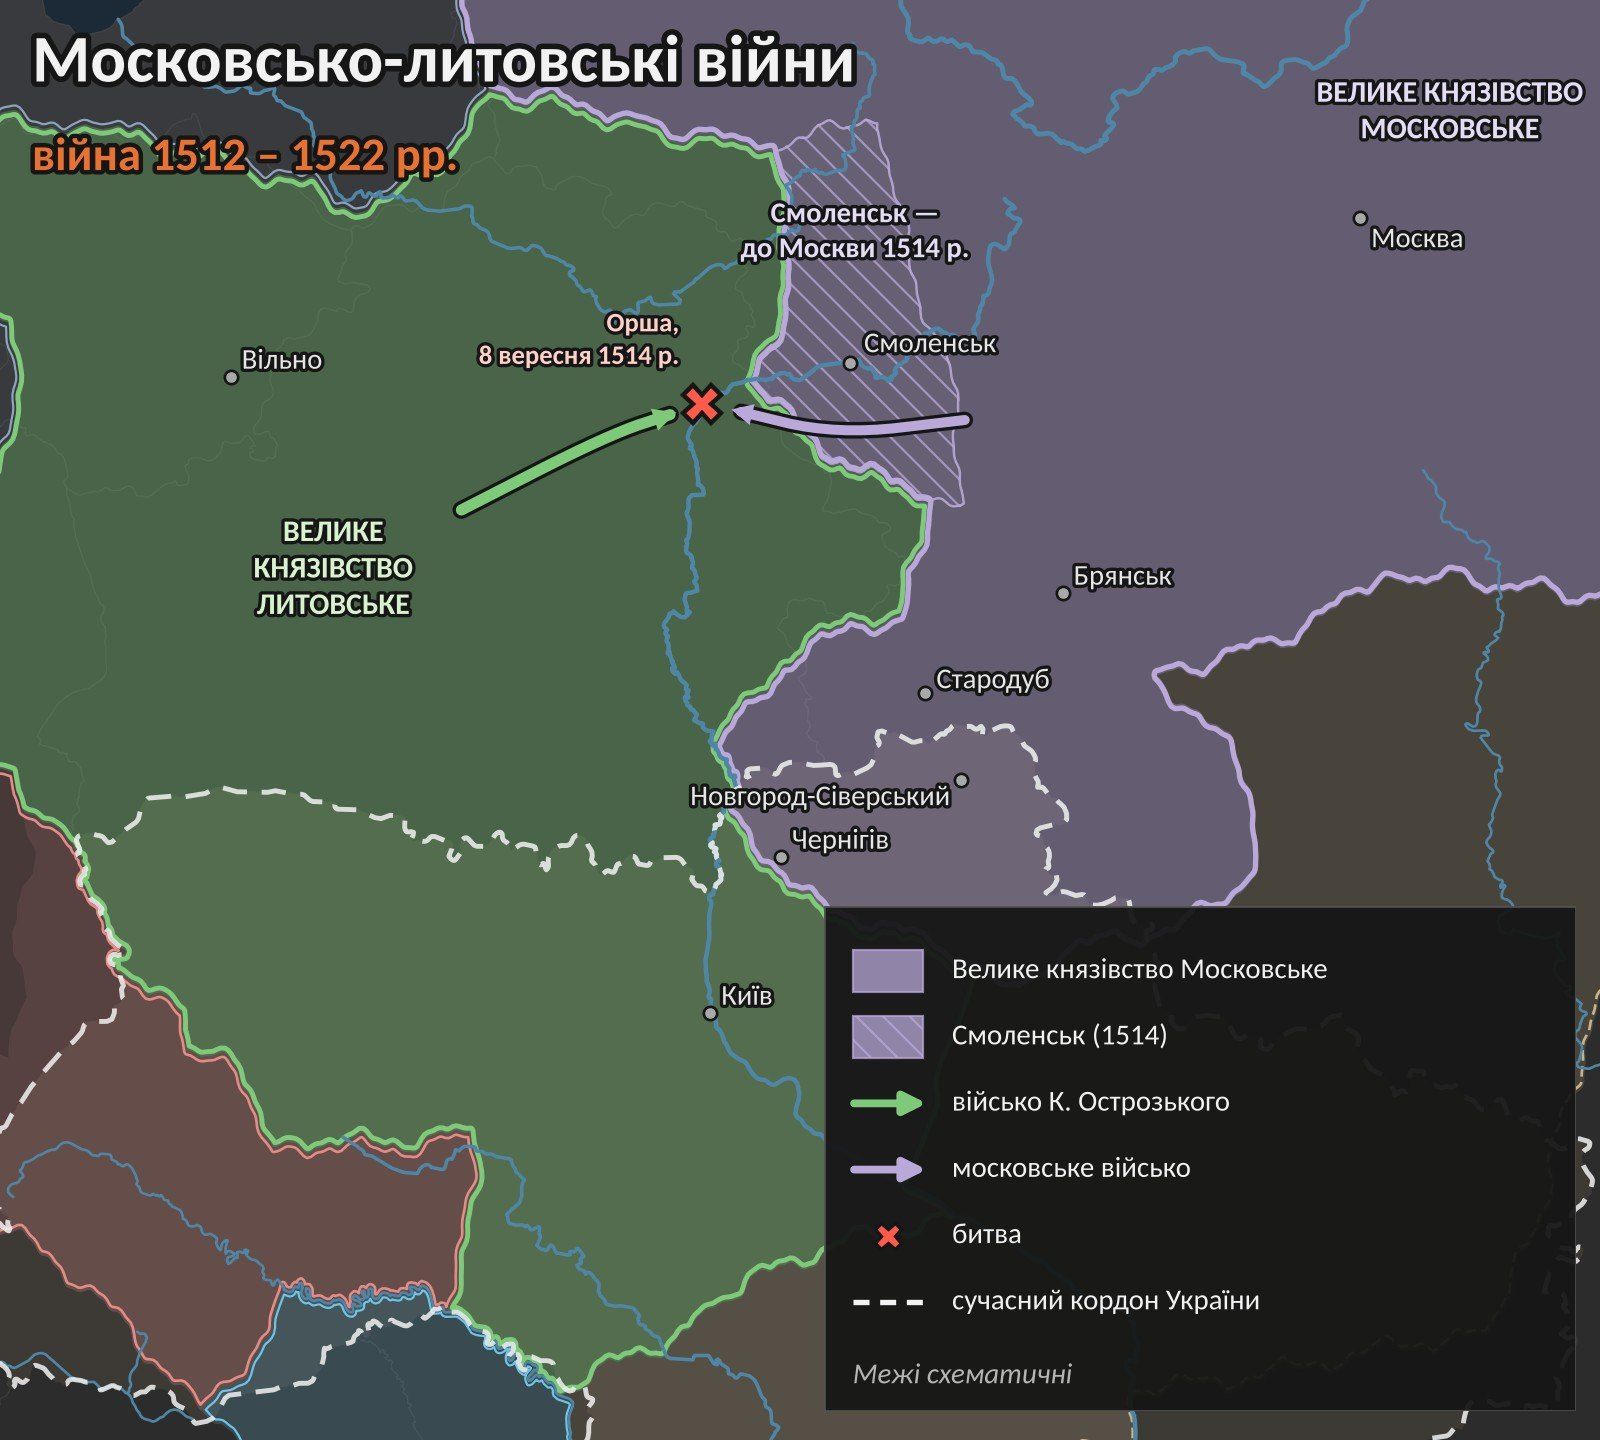 Московсько-литовські війни
війна 1512 – 1522 рр.
ВЕЛИКЕ КНЯЗІВСТВО
МОСКОВСЬКЕ
Москва
Смоленськ —
до Москви 1514 р.
Орша,
8 вересня 1514 р.
Смоленськ
Вільно
ВЕЛИКЕ
КНЯЗІВСТВО
ЛИТОВСЬКЕ
Брянськ
Стародуб
Новгород-Сіверський
Чернігів
Київ
Велике князівство Московське
Смоленськ (1514)
військо К. Острозького
московське військо
битва
сучасний кордон України
Межі схематичні